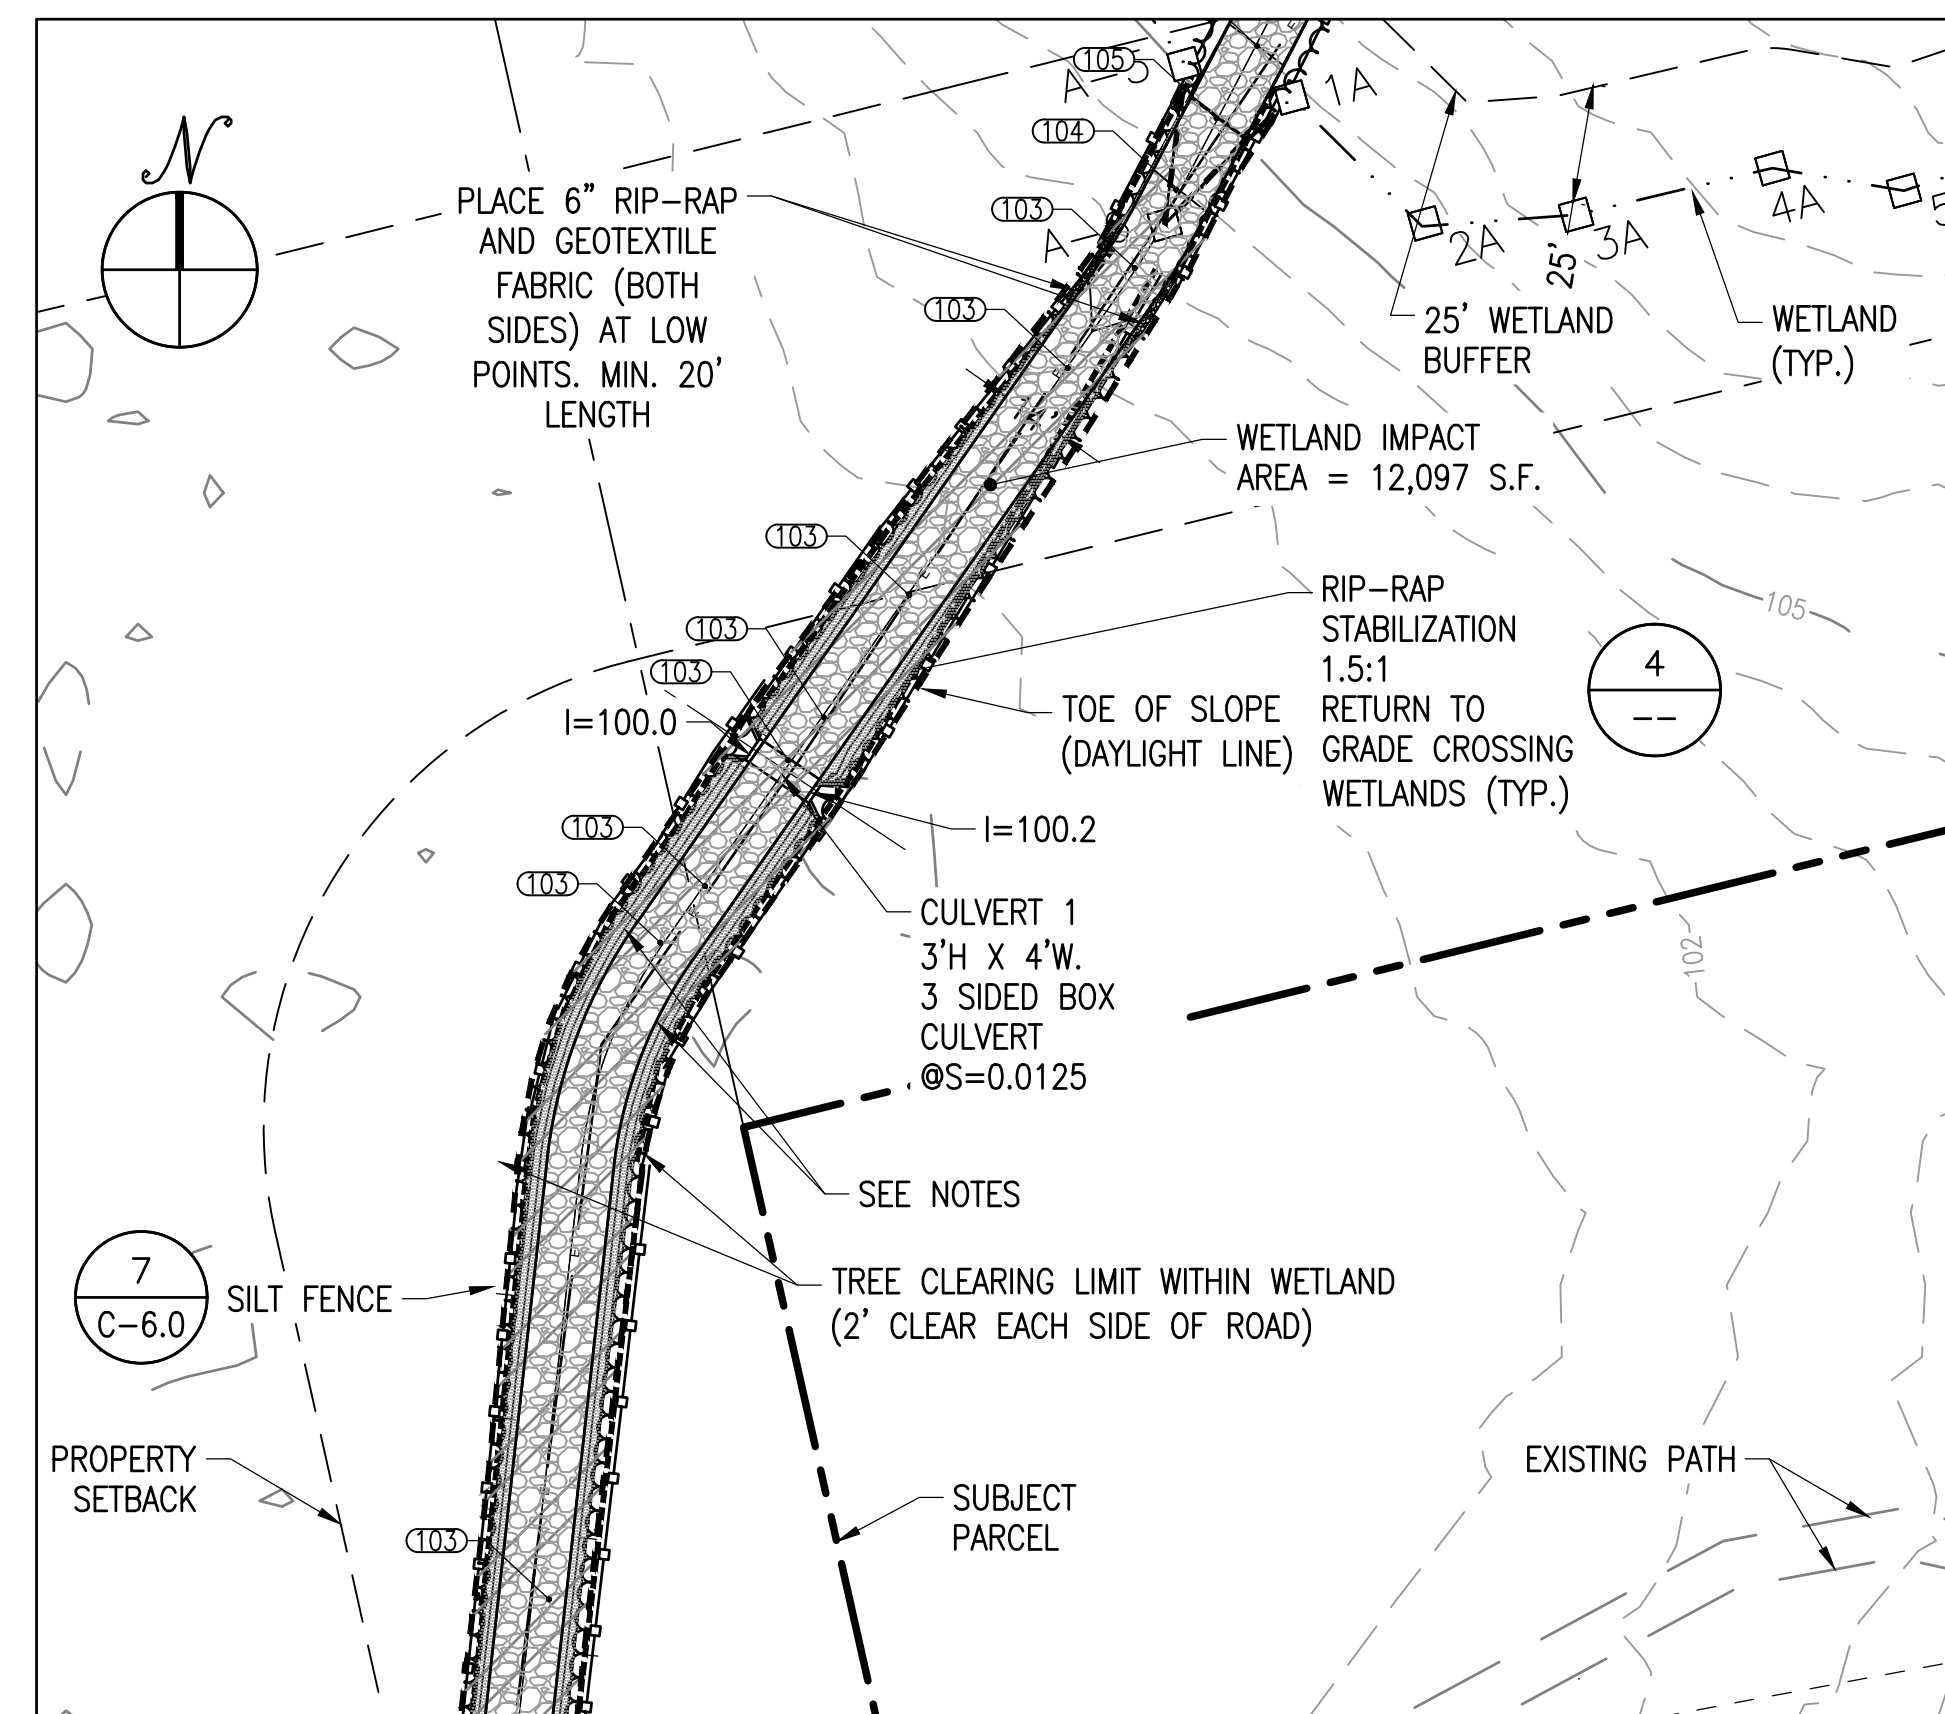 N
105
A
5
1A
104
PLACE 6” RIP-RAP
AND GEOTEXTILE
FABRIC (BOTH
SIDES) AT LOW
POINTS. MIN. 20’
LENGTH
103
A
2A
25’
3A
4A
5
103
25’ WETLAND
BUFFER
WETLAND
(TYP.)
WETLAND IMPACT
AREA = 12,097 S.F.
103
RIP-RAP
STABILIZATION
1.5:1
RETURN TO
GRADE CROSSING
WETLANDS (TYP.)
105
4
--
103
103
I=100.0
TOE OF SLOPE
(DAYLIGHT LINE)
I=100.2
103
103
CULVERT 1
3’H X 4’W.
3 SIDED BOX
CULVERT
@S=0.0125
102
SEE NOTES
7
C-6.0
SILT FENCE
TREE CLEARING LIMIT WITHIN WETLAND
(2’ CLEAR EACH SIDE OF ROAD)
PROPERTY
SETBACK
EXISTING PATH
SUBJECT
PARCEL
103
E
E
E
E